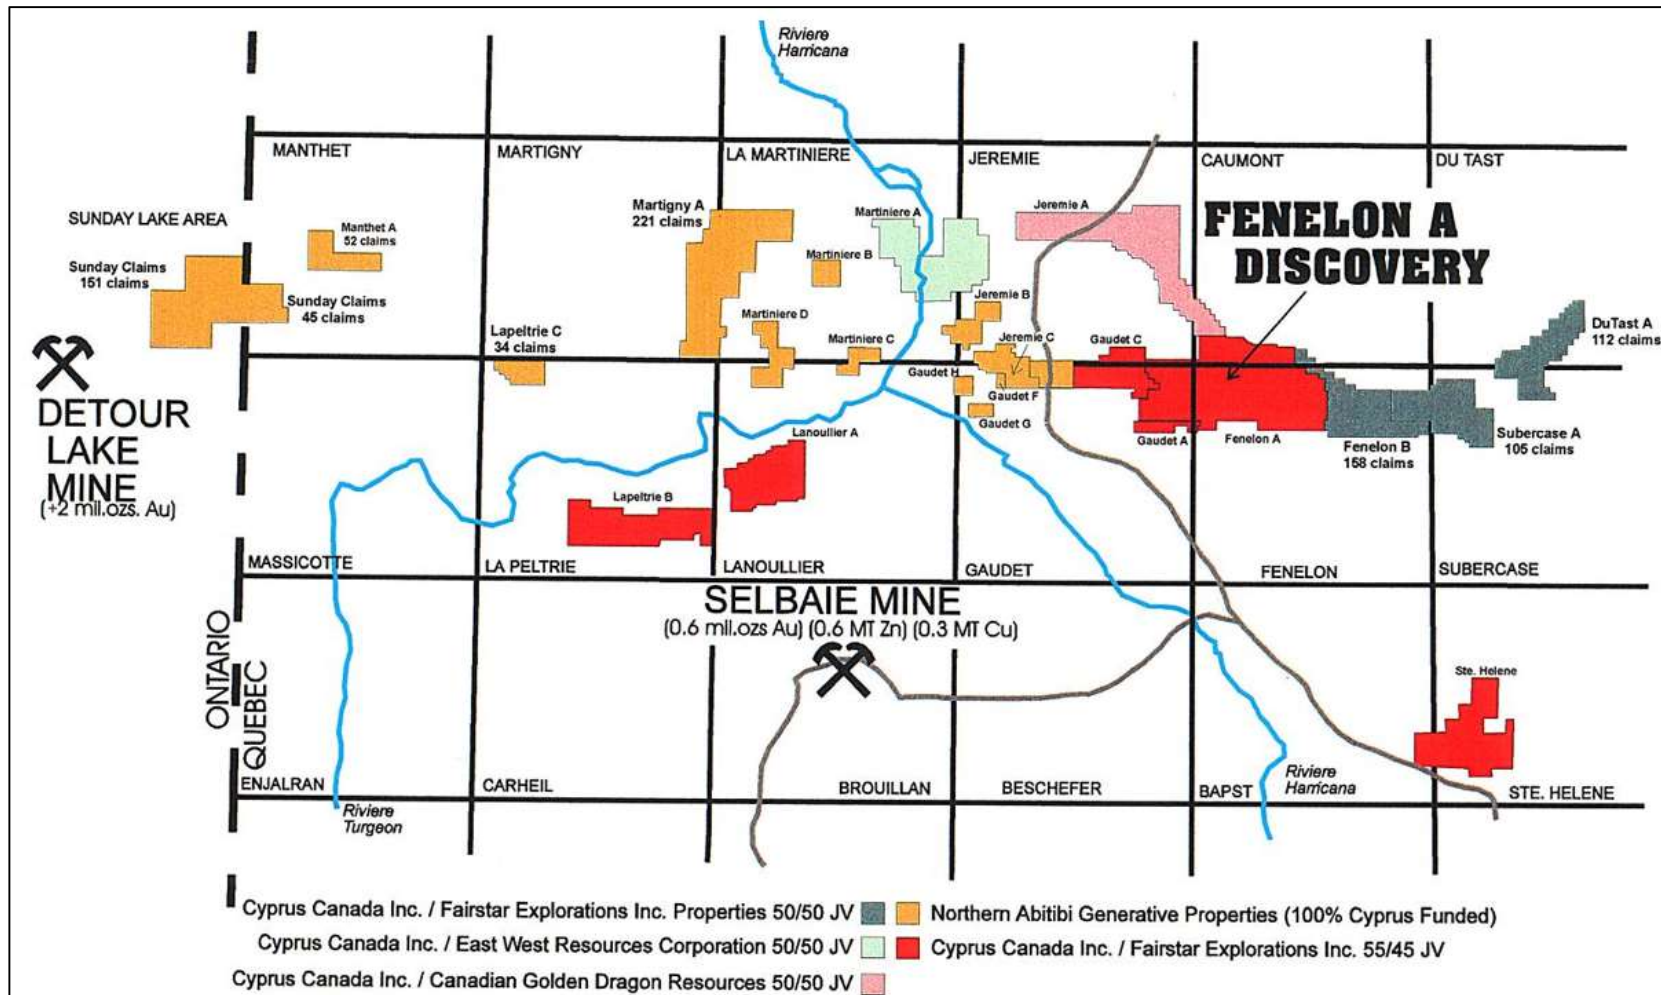 Riviere
Harricana
MANTHET
MARTIGNY
LA MARTINIERE
JEREMIE
CAUMONT
DU TAST
SUNDAY LAKE AREA
Manthet A
52 claims
Martigny A
221 claims
Martiniere A
Jeremie A
FENELON A
DISCOVERY
Sunday Claims
151 claims
Sunday Claims
45 claims
Martiniere B
Jeremie B
Martiniere D
Lapeltrie C
34 claims
Martiniere C
Jeremie C
Gaudet C
DuTast A
112 claims
Gaudet H
Gaudet F
Gaudet G
DETOUR
LAKE
MINE
(+2 mil.ozs. Au)
Lanoullier A
Gaudet A
Fenelon A
Fenelon B
158 claims
Subercase A
105 claims
Lapeltrie B
MASSICOTTE
LA PELTRIE
LANOULLIER
GAUDET
FENELON
SUBERCASE
SELBAIE MINE
(0.6 mil.ozs Au) (0.6 MT Zn) (0.3 MT Cu)
ONTARIO
QUEBEC
Ste. Helene
ENJALRAN
CARHEIL
BROUILLAN
BESCHEFER
BAPST
Riviere
Harricana
STE. HELENE
Riviere
Turgeon
Cyprus Canada Inc. / Fairstar Explorations Inc. Properties 50/50 JV
Northern Abitibi Generative Properties (100% Cyprus Funded)
Cyprus Canada Inc. / East West Resources Corporation 50/50 JV
Cyprus Canada Inc. / Fairstar Explorations Inc. 55/45 JV
Cyprus Canada Inc. / Canadian Golden Dragon Resources 50/50 JV